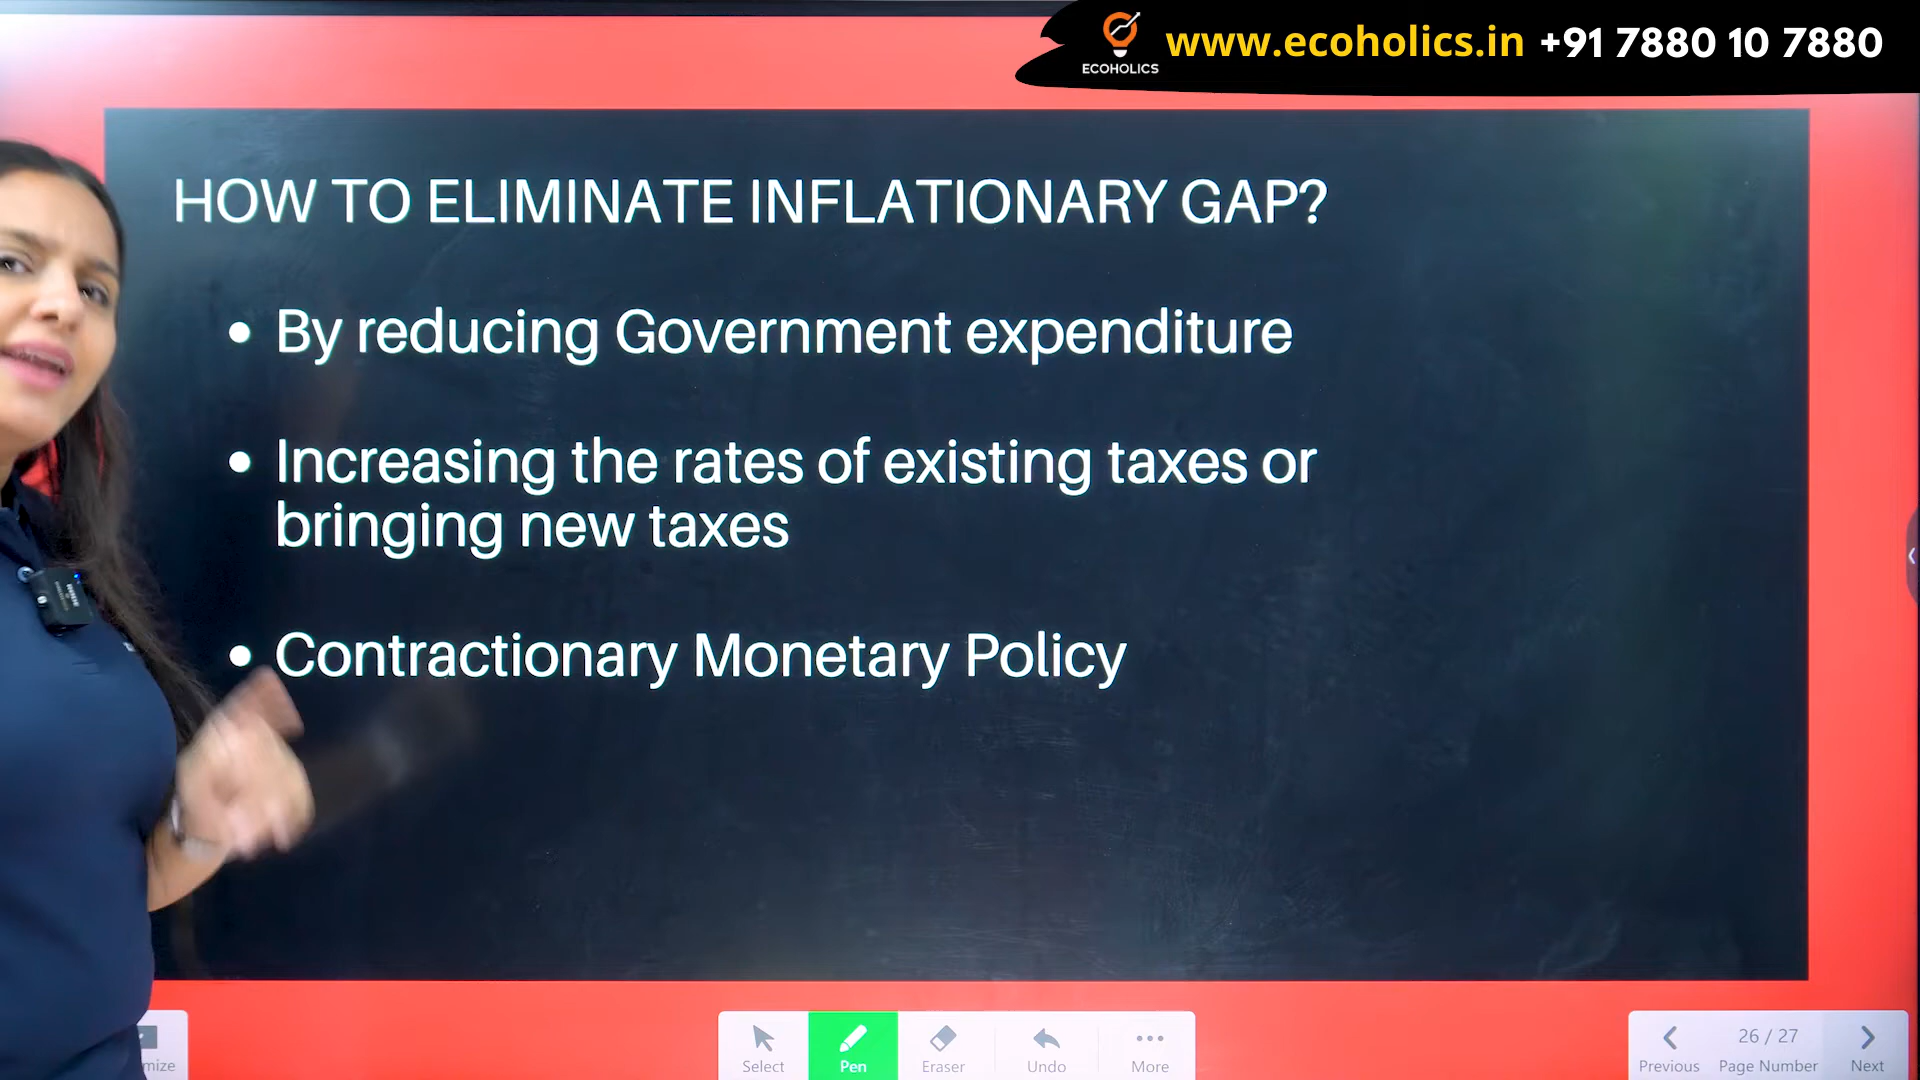 ECOHOLICS
www.ecoholics.in +91 7880 10 7880
HOW TO ELIMINATE INFLATIONARY GAP?
• By reducing Government expenditure
• Increasing the rates of existing taxes or
bringing new taxes
• Contractionary Monetary Policy
mize
Select
Pen
Eraser
Undo
More
Previous
26 / 27
Page Number
Next